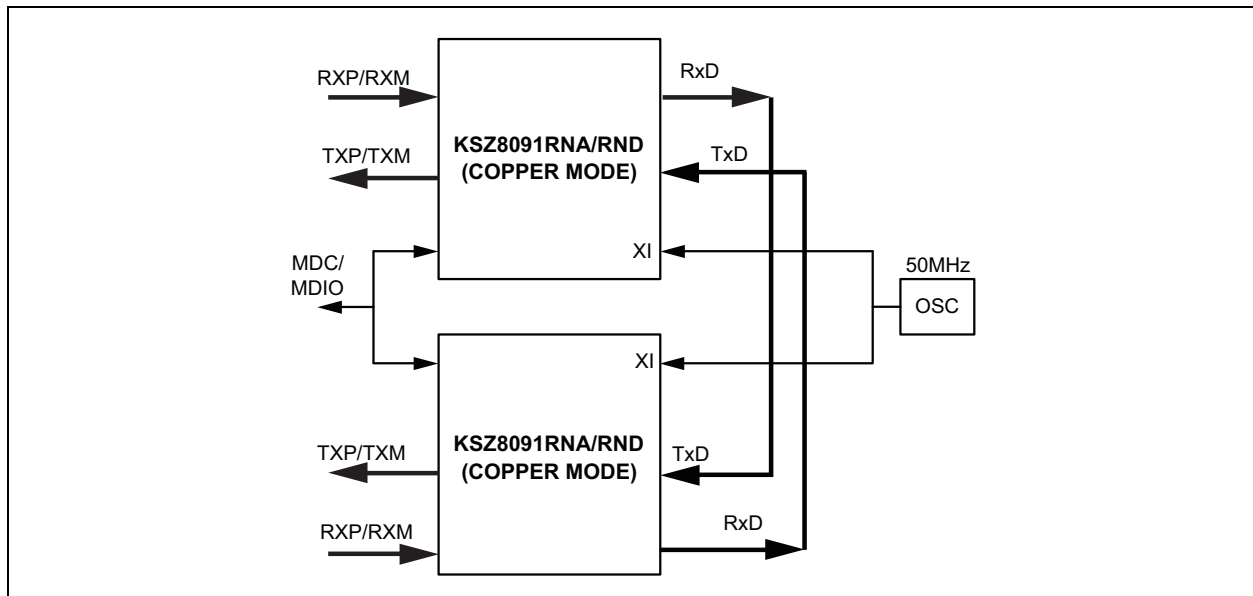 RXP/RXM
RxD
KSZ8091RNA/RND
(COPPER MODE)
TXP/TXM
TxD
XI
MDC/
MDIO
50MHz
OSC
XI
KSZ8091RNA/RND
(COPPER MODE)
TXP/TXM
TxD
RXP/RXM
RxD